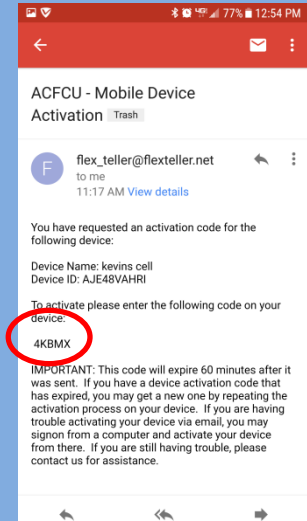 77% 12:54 PM
ACFCU - Mobile Device
Activation Trash
F
flex_teller@flexteller.net
to me
11:17 AM View details
You have requested an activation code for the
following device:
Device Name: kevins cell
Device ID: AJE48VAHRI
To activate please enter the following code on your
device:
4KBMX
IMPORTANT: This code will expire 60 minutes after it
was sent. If you have a device activation code that
has expired, you may get a new one by repeating the
activation process on your device. If you are having
trouble activating your device via email, you may
signon from a computer and activate your device
from there. If you are still having trouble, please
contact us for assistance.